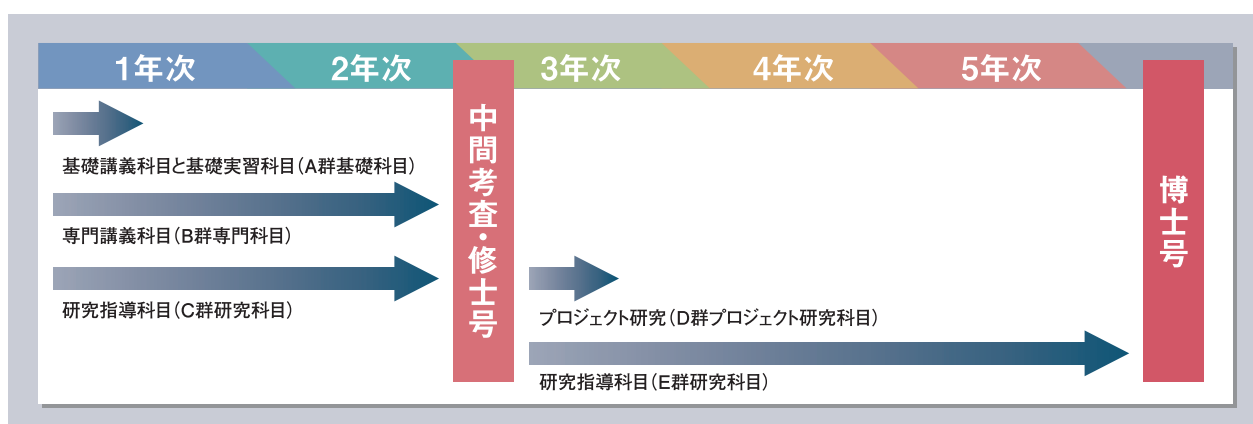 1年次
2年次
3年次
4年次
5年次
基礎講義科目と基礎実習科目(A群基礎科目)
専門講義科目(B群専門科目)
研究指導科目(C群研究科目)
中間考査・修士号
プロジェクト研究(D群プロジェクト研究科目)
研究指導科目(E群研究科目)
博士号